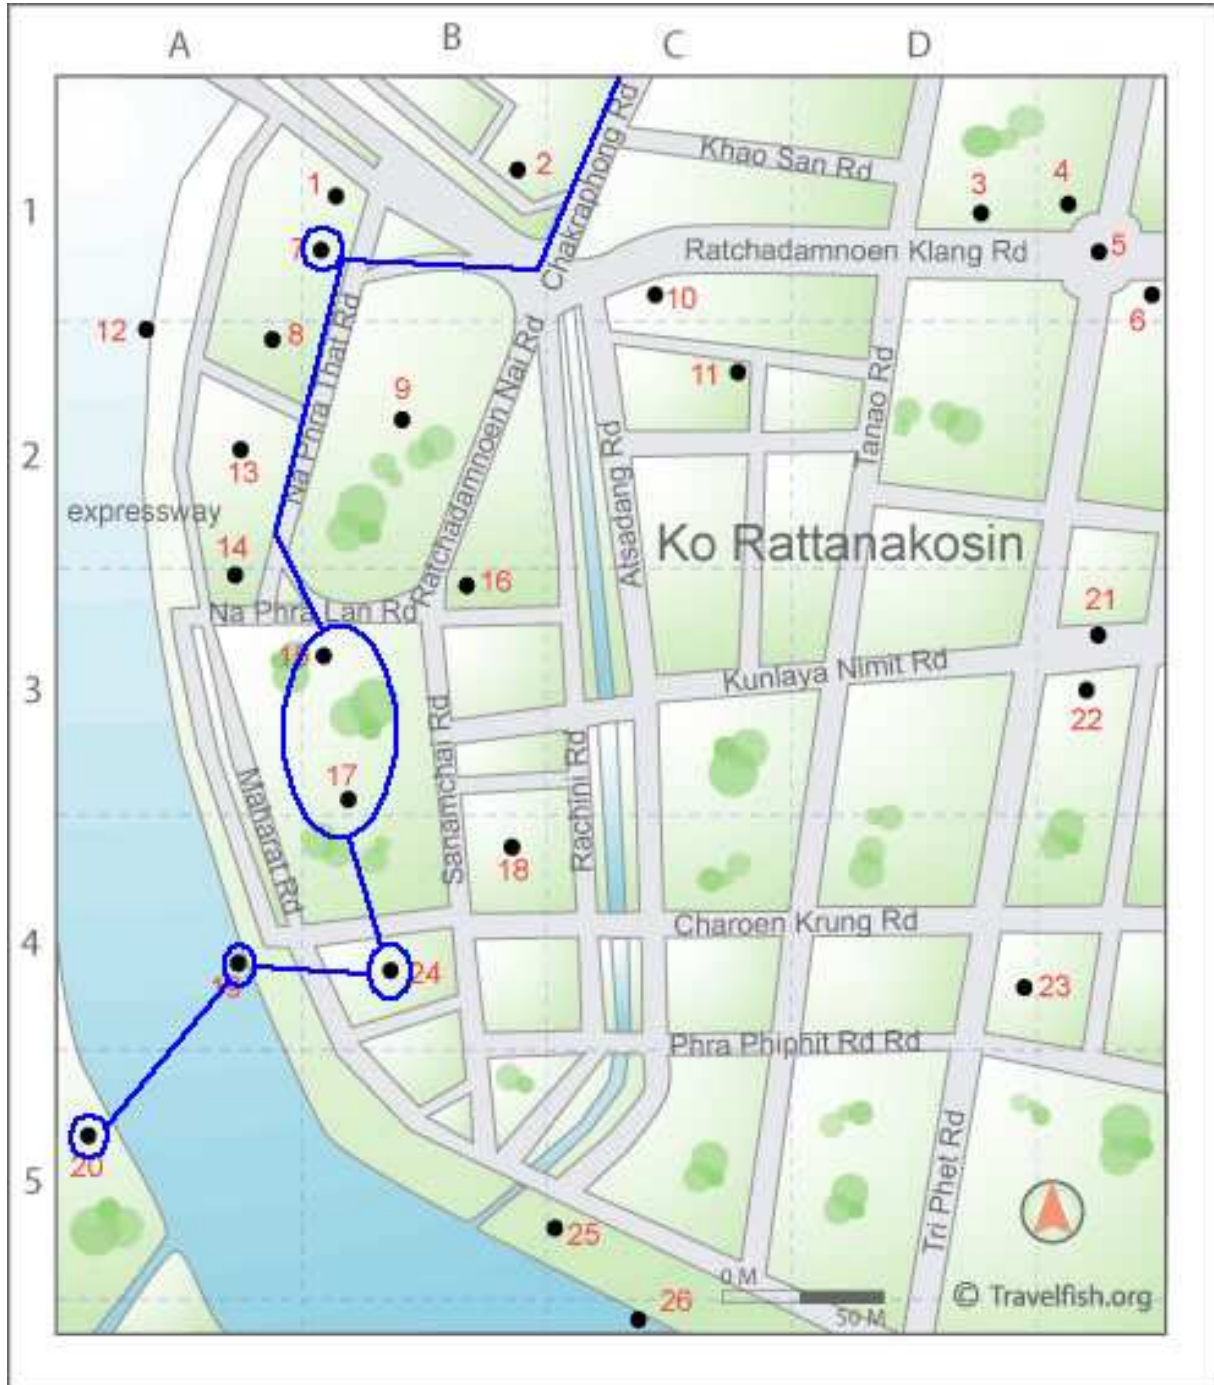 A B C D
1
2
3
4
5
Khao San Rd
Chakraphong Rd
2
1
3
4
7
Ratchadamnoen Klang Rd
5
10
6
12
8
Na Phra That Rd
Ratchadamnoen Nai Rd
11
9
Tanao Rd
Atsadang Rd
13
expressway
Ko Rattanakosin
14
16
21
Na Phra Lan Rd
Kunlaya Nimit Rd
22
Sanamchai Rd
Rachini Rd
17
Maharat Rd
18
Charoen Krung Rd
24
23
Phra Phiphit Rd Rd
Tri Phet Rd
20
25
26
0 M
50 M
© Travelfish.org